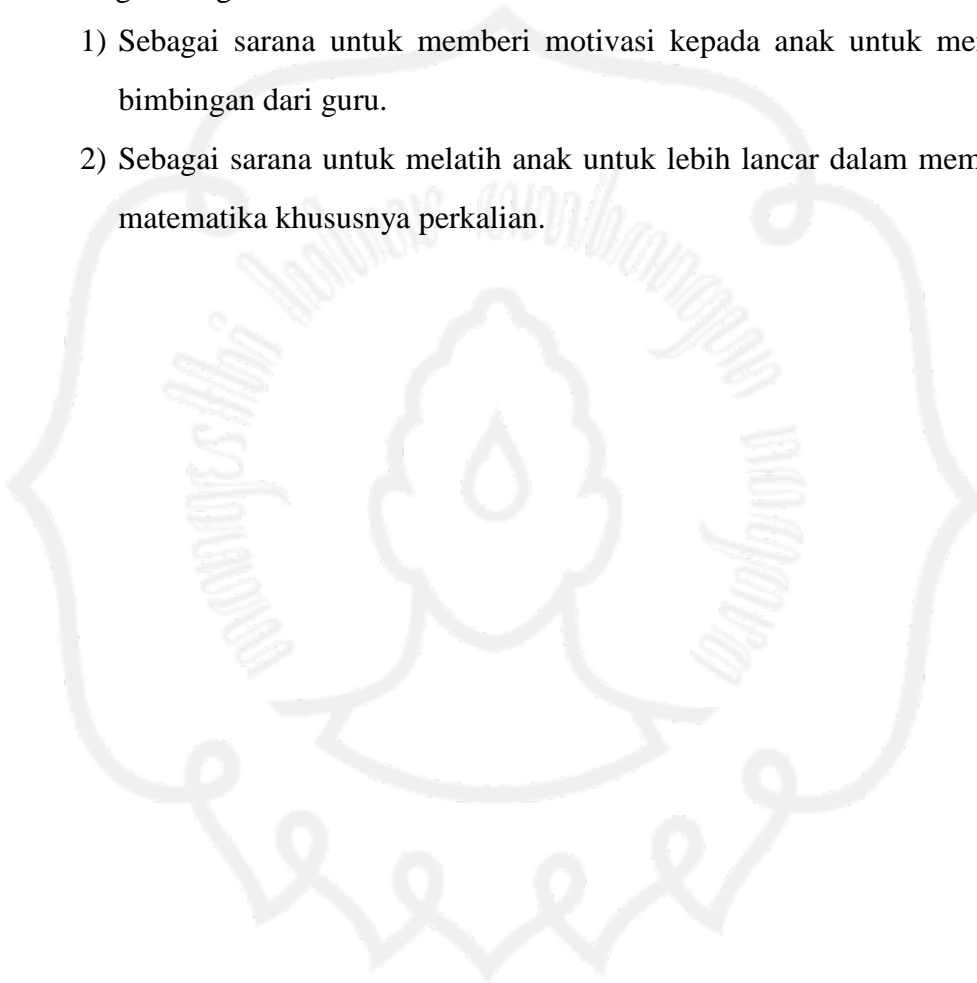 1) Sebagai sarana untuk memberi motivasi kepada anak untuk me
bimbingan dari guru.
2) Sebagai sarana untuk melatih anak untuk lebih lancar dalam mem
matematika khususnya perkalian.